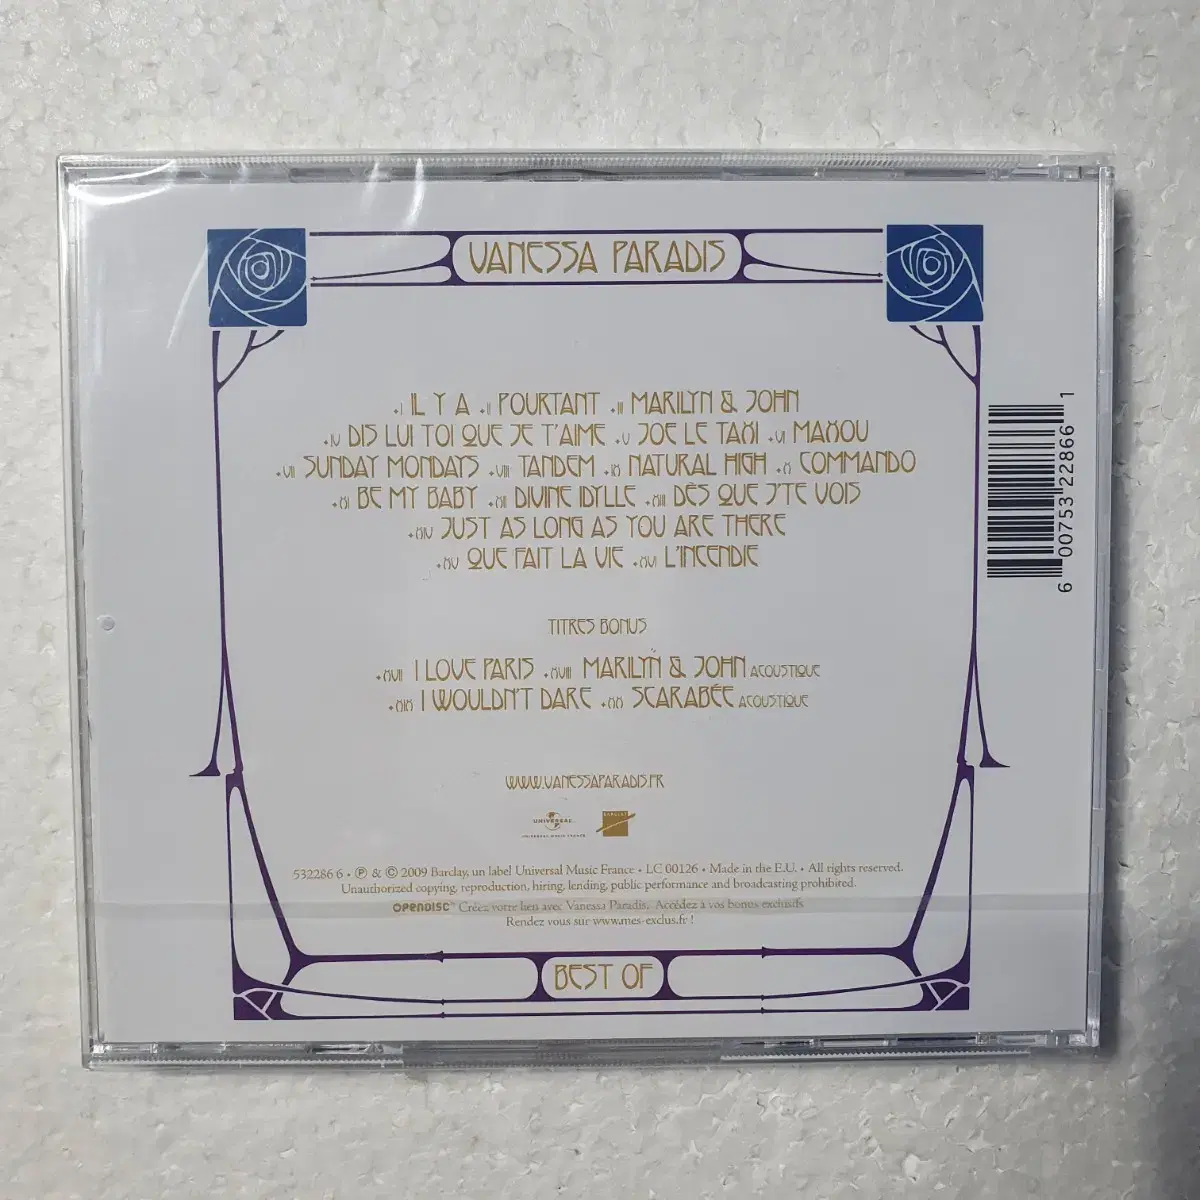 VANESSA PARADIS
•I IL Y A •II POURTANT •III MARILYN & JOHN
•IV DIS LUI TOI QUE JE T'AIME •V JOE LE TAXI •VI MAXOU
•VII SUNDAY MONDAYS •VIII TANDEM •IX NATURAL HIGH •X COMMANDO
•XI BE MY BABY •XII DIVINE IDYLLE •XIII DÈS QUE J'TE VOIS
•XIV JUST AS LONG AS YOU ARE THERE
•XV QUE FAIT LA VIE •XVI L'INCENDIE
6 00753 22866 1
TITRES BONUS
•XVII I LOVE PARIS •XVIII MARILYN & JOHN ACOUSTIQUE
•XIX I WOULDN'T DARE •XX SCARABÉE ACOUSTIQUE
WWW.VANESSAPARADIS.FR
UNIVERSAL
UNIVERSAL MUSIC FRANCE
BARCLAY
532286 6 • ℗ & © 2009 Barclay, un label Universal Music France • LC 00126 • Made in the E.U. • All rights reserved.
Unauthorized copying, reproduction, hiring, lending, public performance and broadcasting prohibited.
OPENDISC™ Créez votre lien avec Vanessa Paradis. Accédez à vos bonus exclusifs
Rendez vous sur www.mes-exclus.fr !
BEST OF